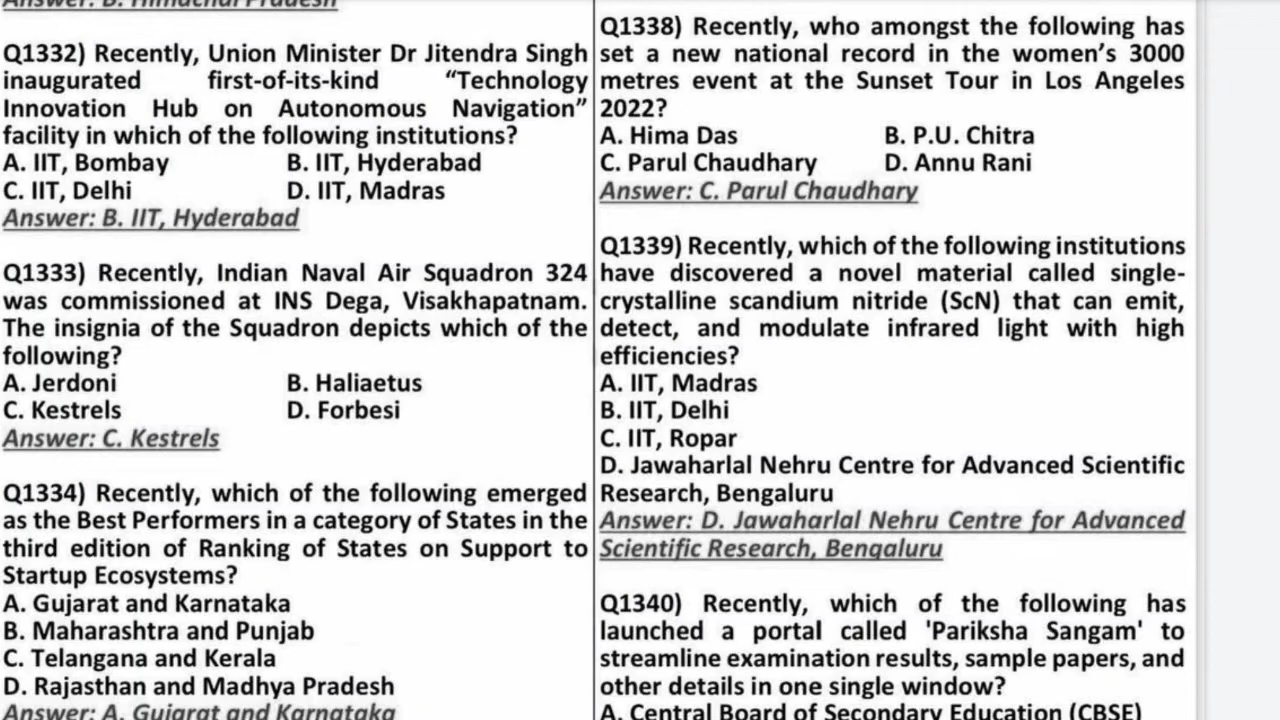 Answer: B. Himachal Pradesh
Q1332) Recently, Union Minister Dr Jitendra Singh
inaugurated first-of-its-kind “Technology
Innovation Hub on Autonomous Navigation”
facility in which of the following institutions?
A. IIT, Bombay B. IIT, Hyderabad
C. IIT, Delhi D. IIT, Madras
Answer: B. IIT, Hyderabad
Q1333) Recently, Indian Naval Air Squadron 324
was commissioned at INS Dega, Visakhapatnam.
The insignia of the Squadron depicts which of the
following?
A. Jerdoni B. Haliaetus
C. Kestrels D. Forbesi
Answer: C. Kestrels
Q1334) Recently, which of the following emerged
as the Best Performers in a category of States in the
third edition of Ranking of States on Support to
Startup Ecosystems?
A. Gujarat and Karnataka
B. Maharashtra and Punjab
C. Telangana and Kerala
D. Rajasthan and Madhya Pradesh
Answer: A. Gujarat and Karnataka
Q1338) Recently, who amongst the following has
set a new national record in the women’s 3000
metres event at the Sunset Tour in Los Angeles
2022?
A. Hima Das B. P.U. Chitra
C. Parul Chaudhary D. Annu Rani
Answer: C. Parul Chaudhary
Q1339) Recently, which of the following institutions
have discovered a novel material called single-
crystalline scandium nitride (ScN) that can emit,
detect, and modulate infrared light with high
efficiencies?
A. IIT, Madras
B. IIT, Delhi
C. IIT, Ropar
D. Jawaharlal Nehru Centre for Advanced Scientific
Research, Bengaluru
Answer: D. Jawaharlal Nehru Centre for Advanced
Scientific Research, Bengaluru
Q1340) Recently, which of the following has
launched a portal called 'Pariksha Sangam' to
streamline examination results, sample papers, and
other details in one single window?
A. Central Board of Secondary Education (CBSE)